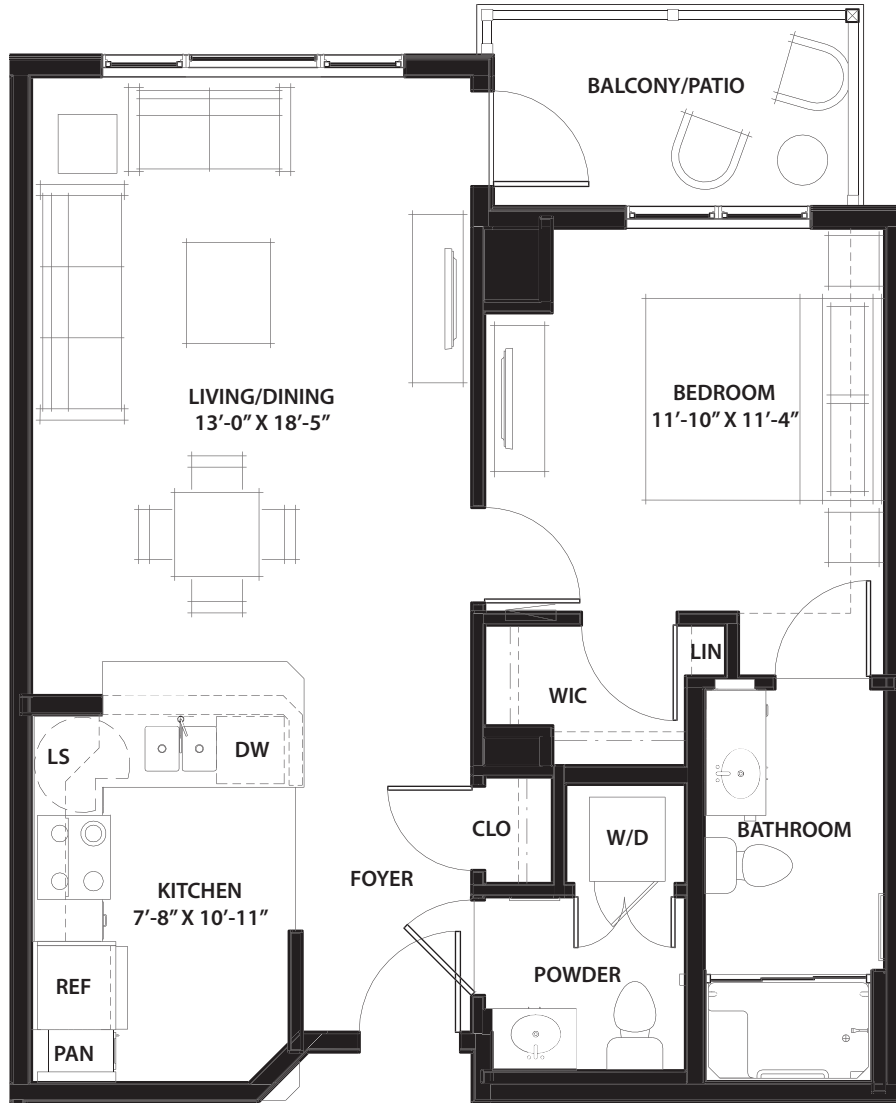 BALCONY/PATIO
LIVING/DINING
13’-0” X 18’-5”
BEDROOM
11’-10” X 11’-4”
LIN
WIC
LS
DW
CLO
W/D
BATHROOM
FOYER
KITCHEN
7’-8” X 10’-11”
POWDER
REF
PAN